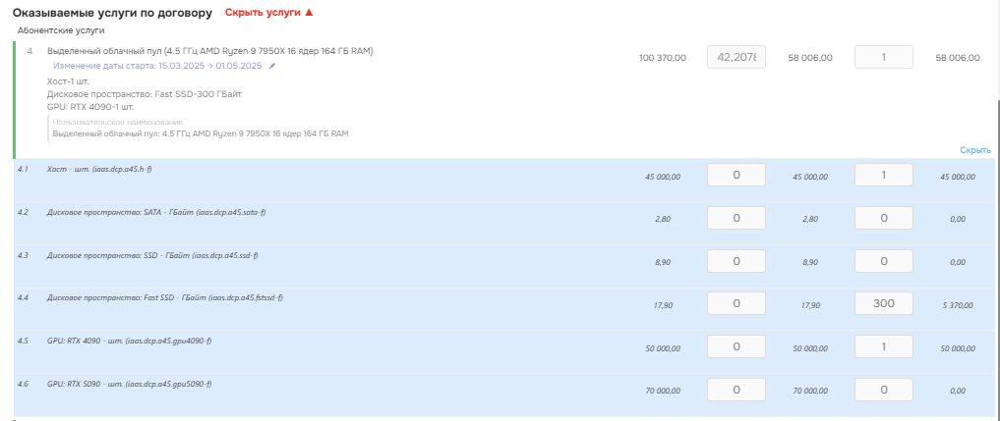 Оказываемые услуги по договору Скрыть услуги ▲
Абонентские услуги
4 Выделенный облачный пул (4.5 ГГц AMD Ryzen 9 7950X 16 ядер 164 ГБ RAM) 100 370,00 42,2078 58 006,00 1 58 006,00
Изменение даты старта: 15.03.2025 → 01.05.2025
Хост-1 шт.
Дисковое пространство: Fast SSD-300 ГБайт
GPU: RTX 4090-1 шт.
Пользовательское наименование
Выделенный облачный пул: 4.5 ГГц AMD Ryzen 9 7950X 16 ядер 164 ГБ RAM
Скрыть
4.1 Хост - шт. (iaas.dcp.a45.h-f) 45 000,00 0 45 000,00 1 45 000,00
4.2 Дисковое пространство: SATA - ГБайт (iaas.dcp.a45.sata-f) 2,80 0 2,80 0 0,00
4.3 Дисковое пространство: SSD - ГБайт (iaas.dcp.a45.ssd-f) 8,90 0 8,90 0 0,00
4.4 Дисковое пространство: Fast SSD - ГБайт (iaas.dcp.a45.fstssd-f) 17,90 0 17,90 300 5 370,00
4.5 GPU: RTX 4090 - шт. (iaas.dcp.a45.gpu4090-f) 50 000,00 0 50 000,00 1 50 000,00
4.6 GPU: RTX 5090 - шт. (iaas.dcp.a45.gpu5090-f) 70 000,00 0 70 000,00 0 0,00